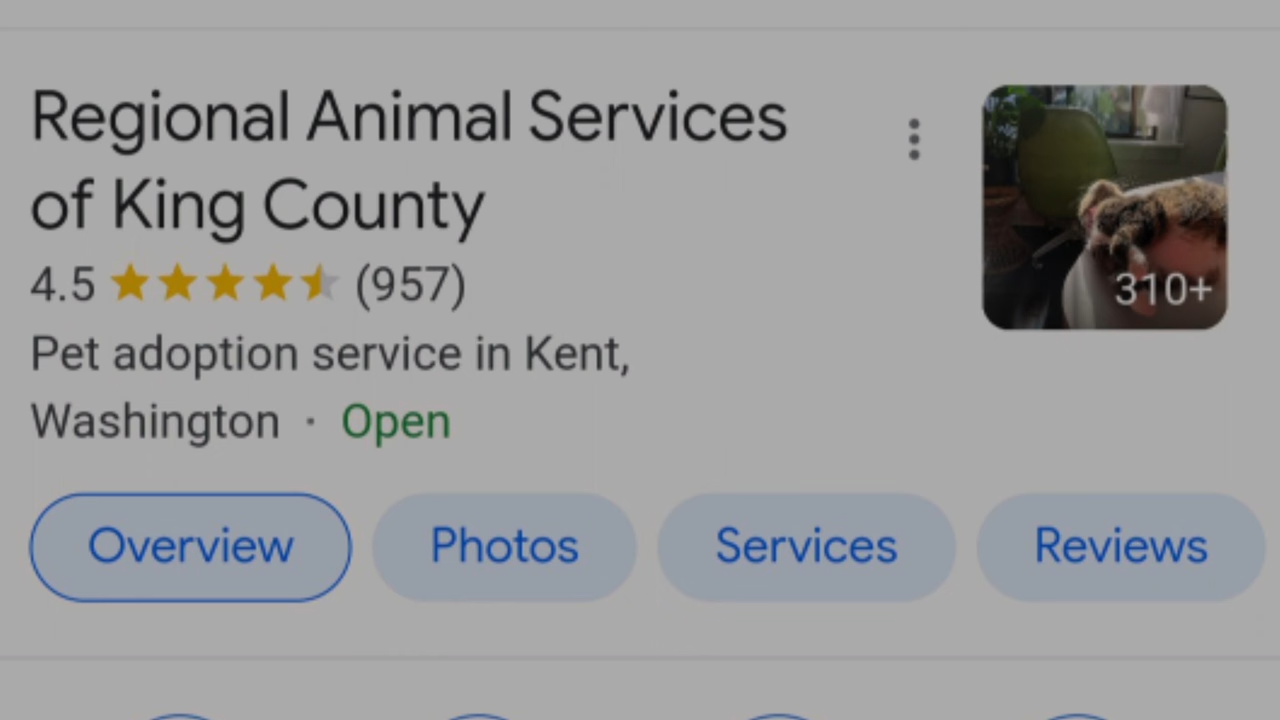 Regional Animal Services
of King County
4.5 (957)
310+
Pet adoption service in Kent,
Washington · Open
Overview Photos Services Reviews